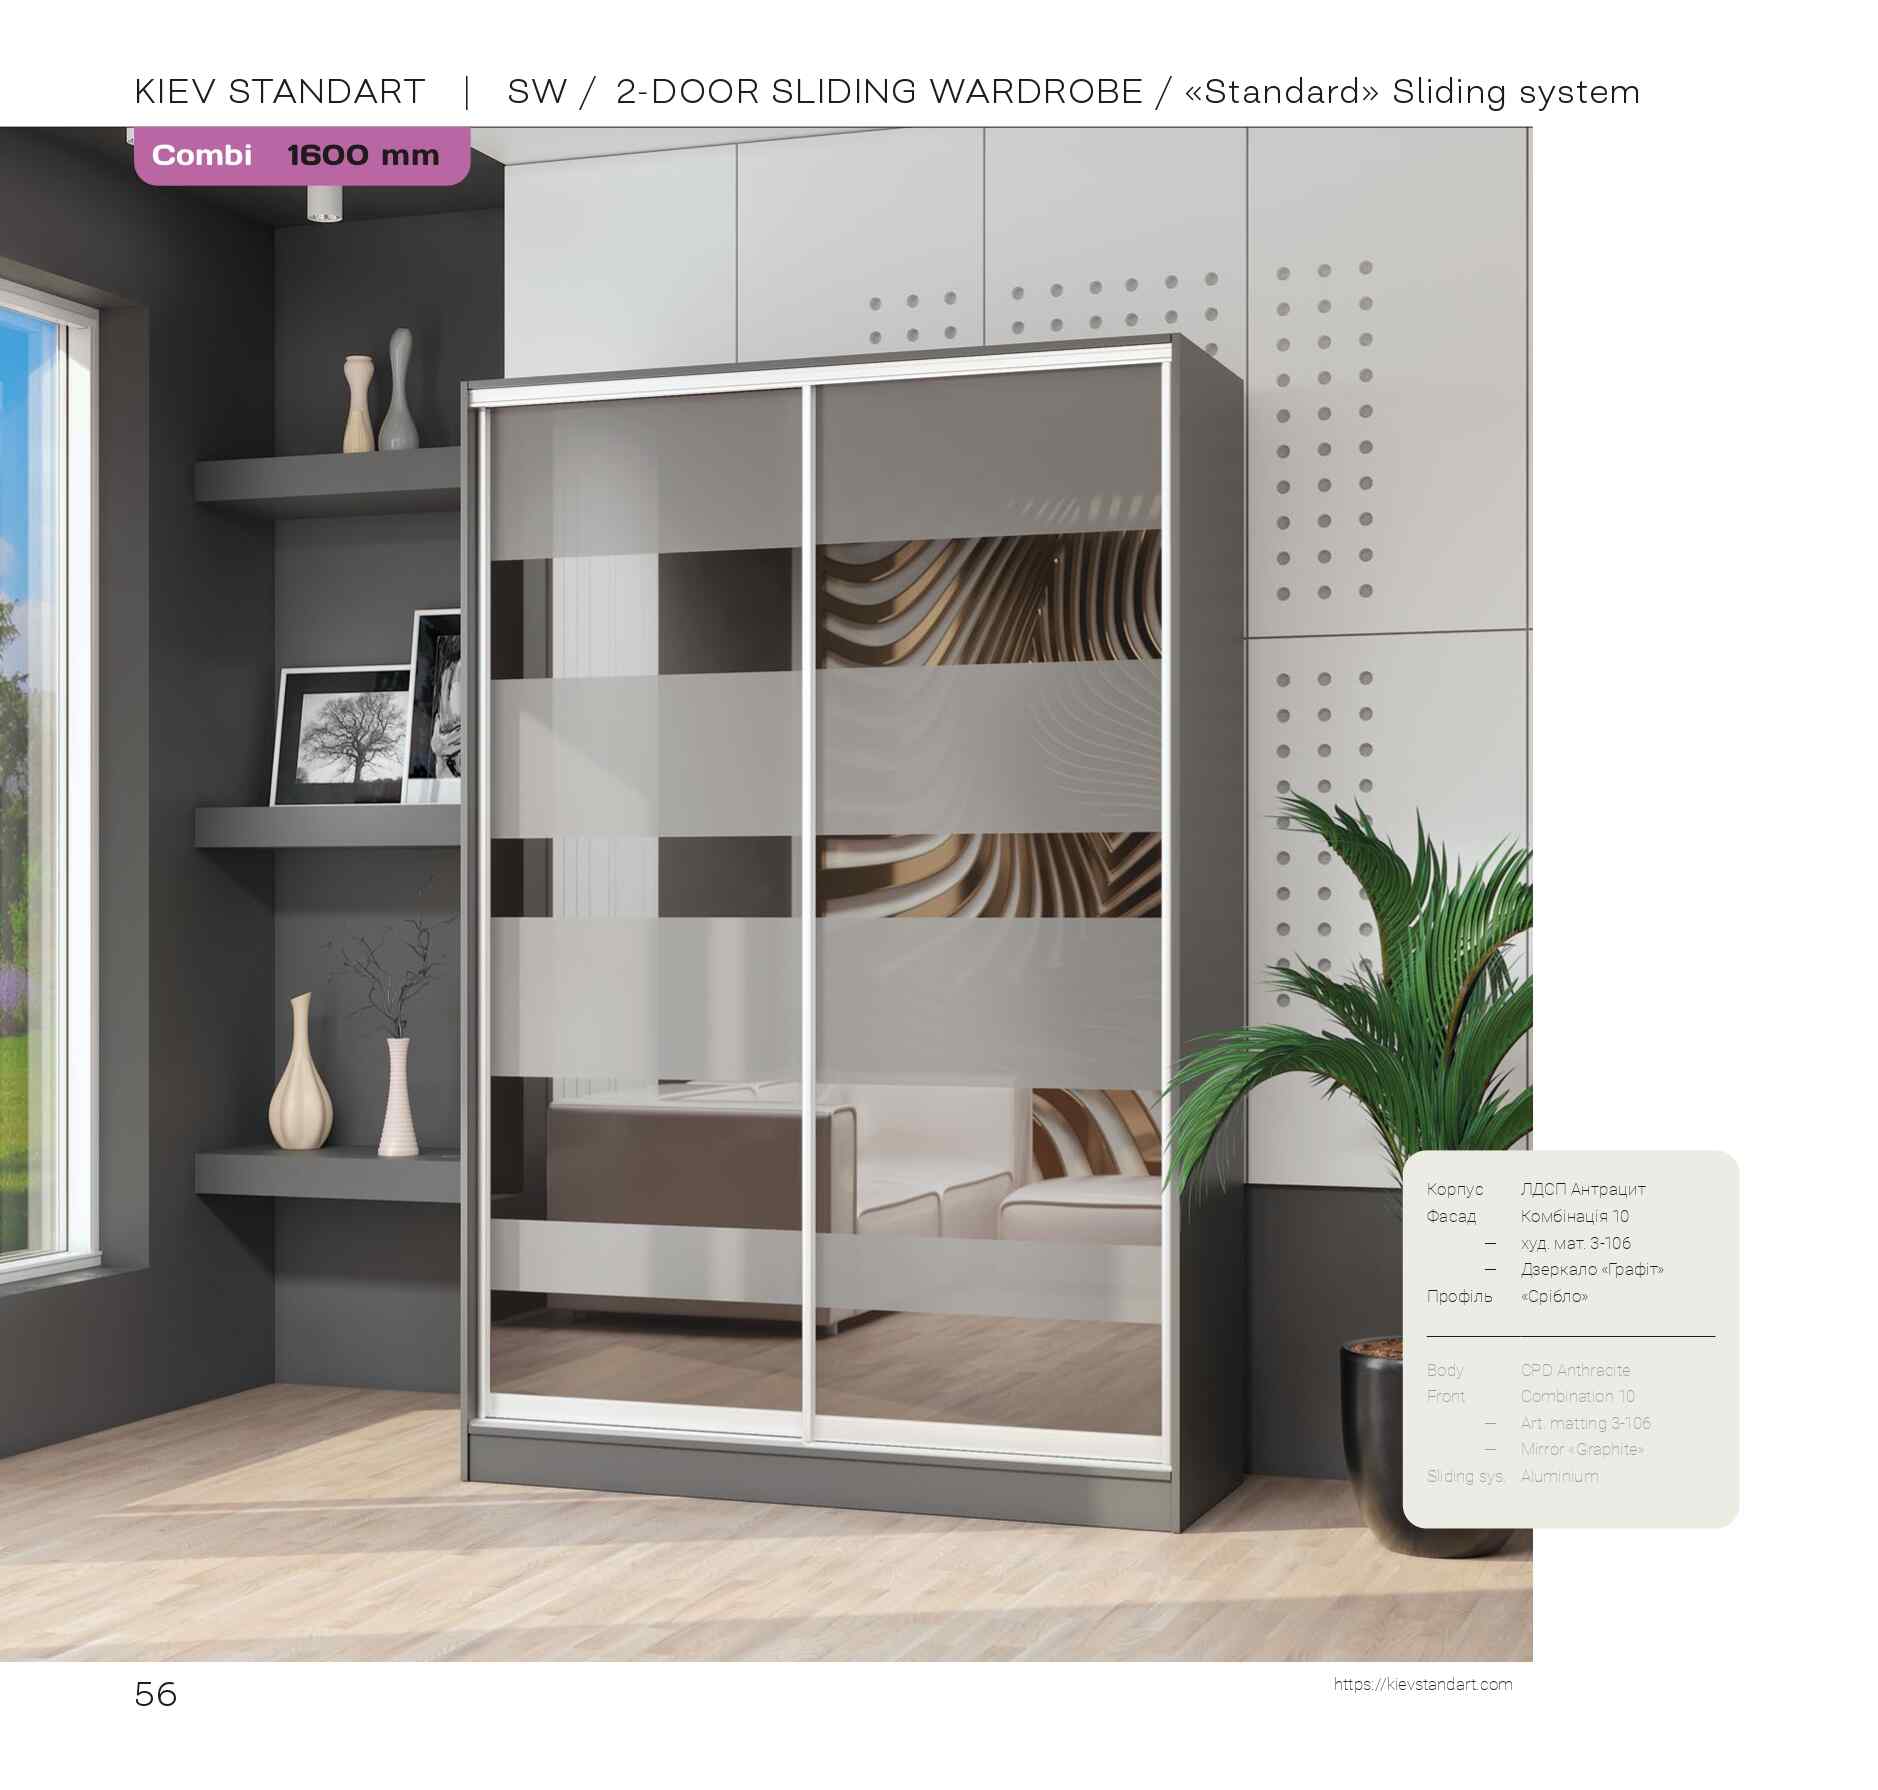 KIEV STANDART | SW / 2-DOOR SLIDING WARDROBE / «Standard» Sliding system
Combi 1600 mm
Корпус ЛДСП Антрацит
Фасад Комбінація 10
– худ. мат. 3-106
– Дзеркало «Графіт»
Профіль «Срібло»
Body CPD Anthracite
Front Combination 10
– Art. matting 3-106
– Mirror «Graphite»
Sliding sys. Aluminium
56
https://kievstandart.com